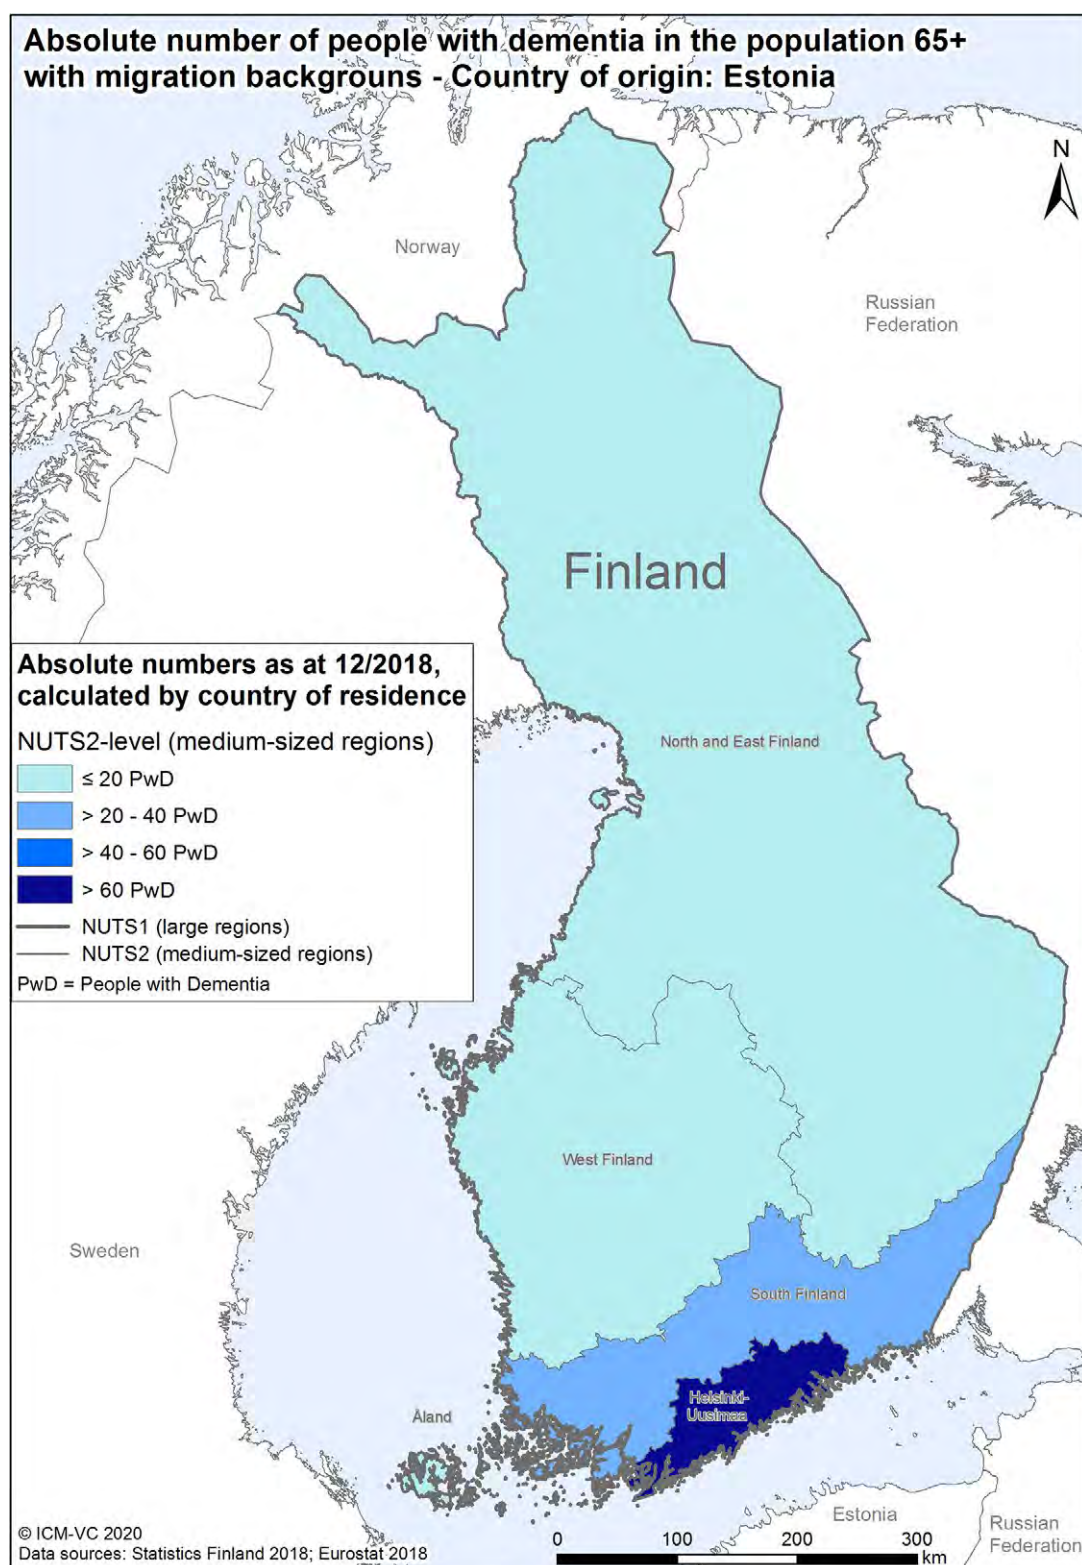 Absolute number of people with dementia in the population 65+
with migration backgrouns - Country of origin: Estonia
N
Norway
Russian
Federation
Finland
Absolute numbers as at 12/2018,
calculated by country of residence
NUTS2-level (medium-sized regions)
≤ 20 PwD
> 20 - 40 PwD
> 40 - 60 PwD
> 60 PwD
NUTS1 (large regions)
NUTS2 (medium-sized regions)
PwD = People with Dementia
North and East Finland
West Finland
Sweden
South Finland
Helsinki-
Uusimaa
Åland
Estonia
Russian
Federation
© ICM-VC 2020
Data sources: Statistics Finland 2018; Eurostat 2018
0 100 200 300
km